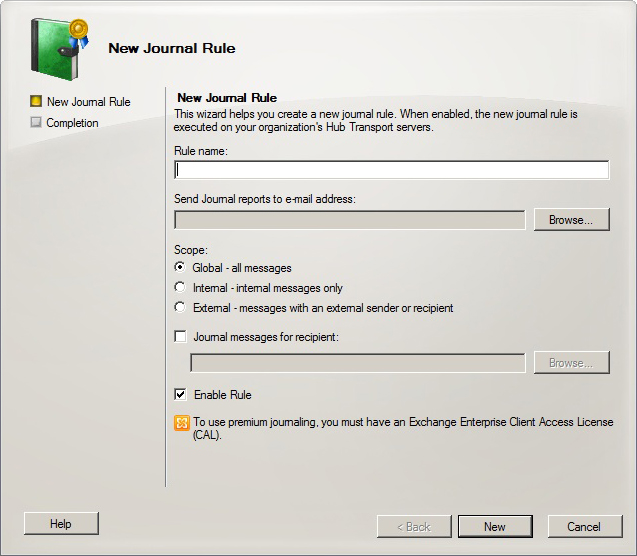 New Journal Rule
New Journal Rule
Completion
New Journal Rule
This wizard helps you create a new journal rule. When enabled, the new journal rule is
executed on your organization's Hub Transport servers.
Rule name:
Send Journal reports to e-mail address:
Browse...
Scope:
Global - all messages
Internal - internal messages only
External - messages with an external sender or recipient
Journal messages for recipient:
Browse...
Enable Rule
To use premium journaling, you must have an Exchange Enterprise Client Access License
(CAL).
Help
< Back
New
Cancel